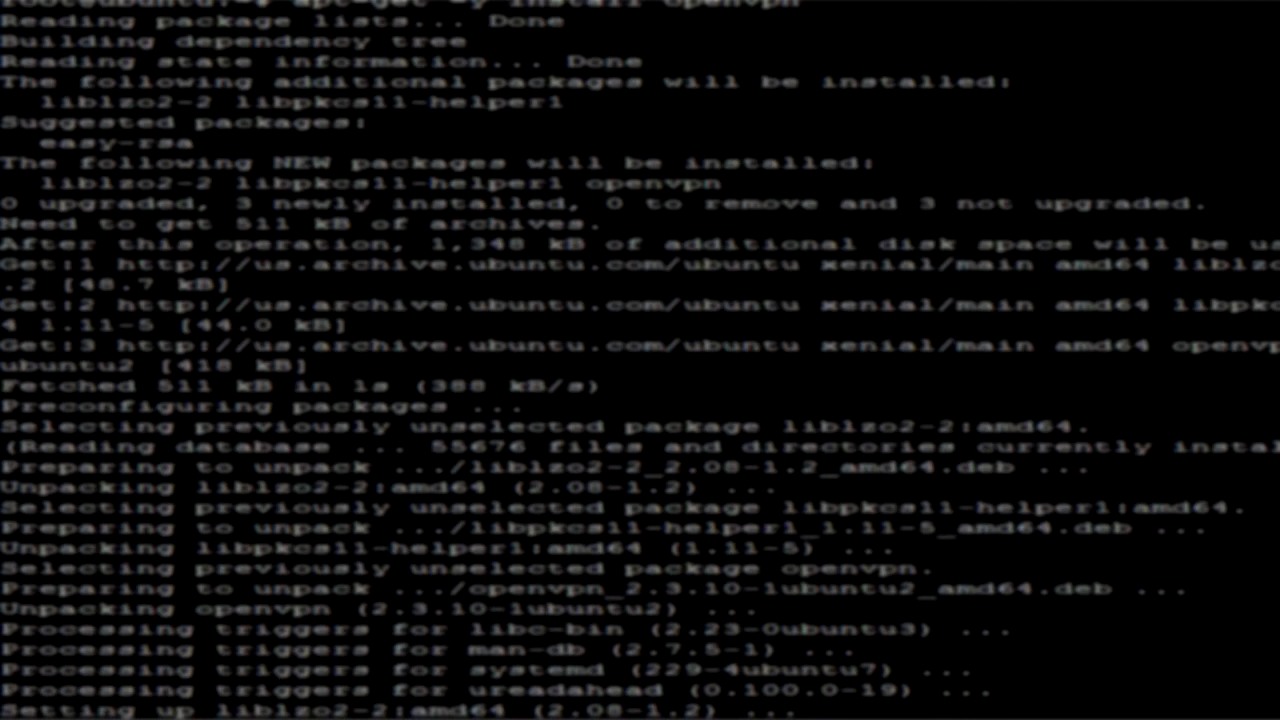 root@ubuntu:~# apt-get -y install openvpn
Reading package lists... Done
Building dependency tree
Reading state information... Done
The following additional packages will be installed:
  liblzo2-2 libpkcs11-helper1
Suggested packages:
  easy-rsa
The following NEW packages will be installed:
  liblzo2-2 libpkcs11-helper1 openvpn
0 upgraded, 3 newly installed, 0 to remove and 3 not upgraded.
Need to get 511 kB of archives.
After this operation, 1,348 kB of additional disk space will be us
Get:1 http://us.archive.ubuntu.com/ubuntu xenial/main amd64 liblzo
.2 [48.7 kB]
Get:2 http://us.archive.ubuntu.com/ubuntu xenial/main amd64 libpkc
4 1.11-5 [44.0 kB]
Get:3 http://us.archive.ubuntu.com/ubuntu xenial/main amd64 openvp
ubuntu2 [418 kB]
Fetched 511 kB in 1s (388 kB/s)
Preconfiguring packages ...
Selecting previously unselected package liblzo2-2:amd64.
(Reading database ... 55676 files and directories currently instal
Preparing to unpack .../liblzo2-2_2.08-1.2_amd64.deb ...
Unpacking liblzo2-2:amd64 (2.08-1.2) ...
Selecting previously unselected package libpkcs11-helper1:amd64.
Preparing to unpack .../libpkcs11-helper1_1.11-5_amd64.deb ...
Unpacking libpkcs11-helper1:amd64 (1.11-5) ...
Selecting previously unselected package openvpn.
Preparing to unpack .../openvpn_2.3.10-1ubuntu2_amd64.deb ...
Unpacking openvpn (2.3.10-1ubuntu2) ...
Processing triggers for libc-bin (2.23-0ubuntu3) ...
Processing triggers for man-db (2.7.5-1) ...
Processing triggers for systemd (229-4ubuntu7) ...
Processing triggers for ureadahead (0.100.0-19) ...
Setting up liblzo2-2:amd64 (2.08-1.2) ...